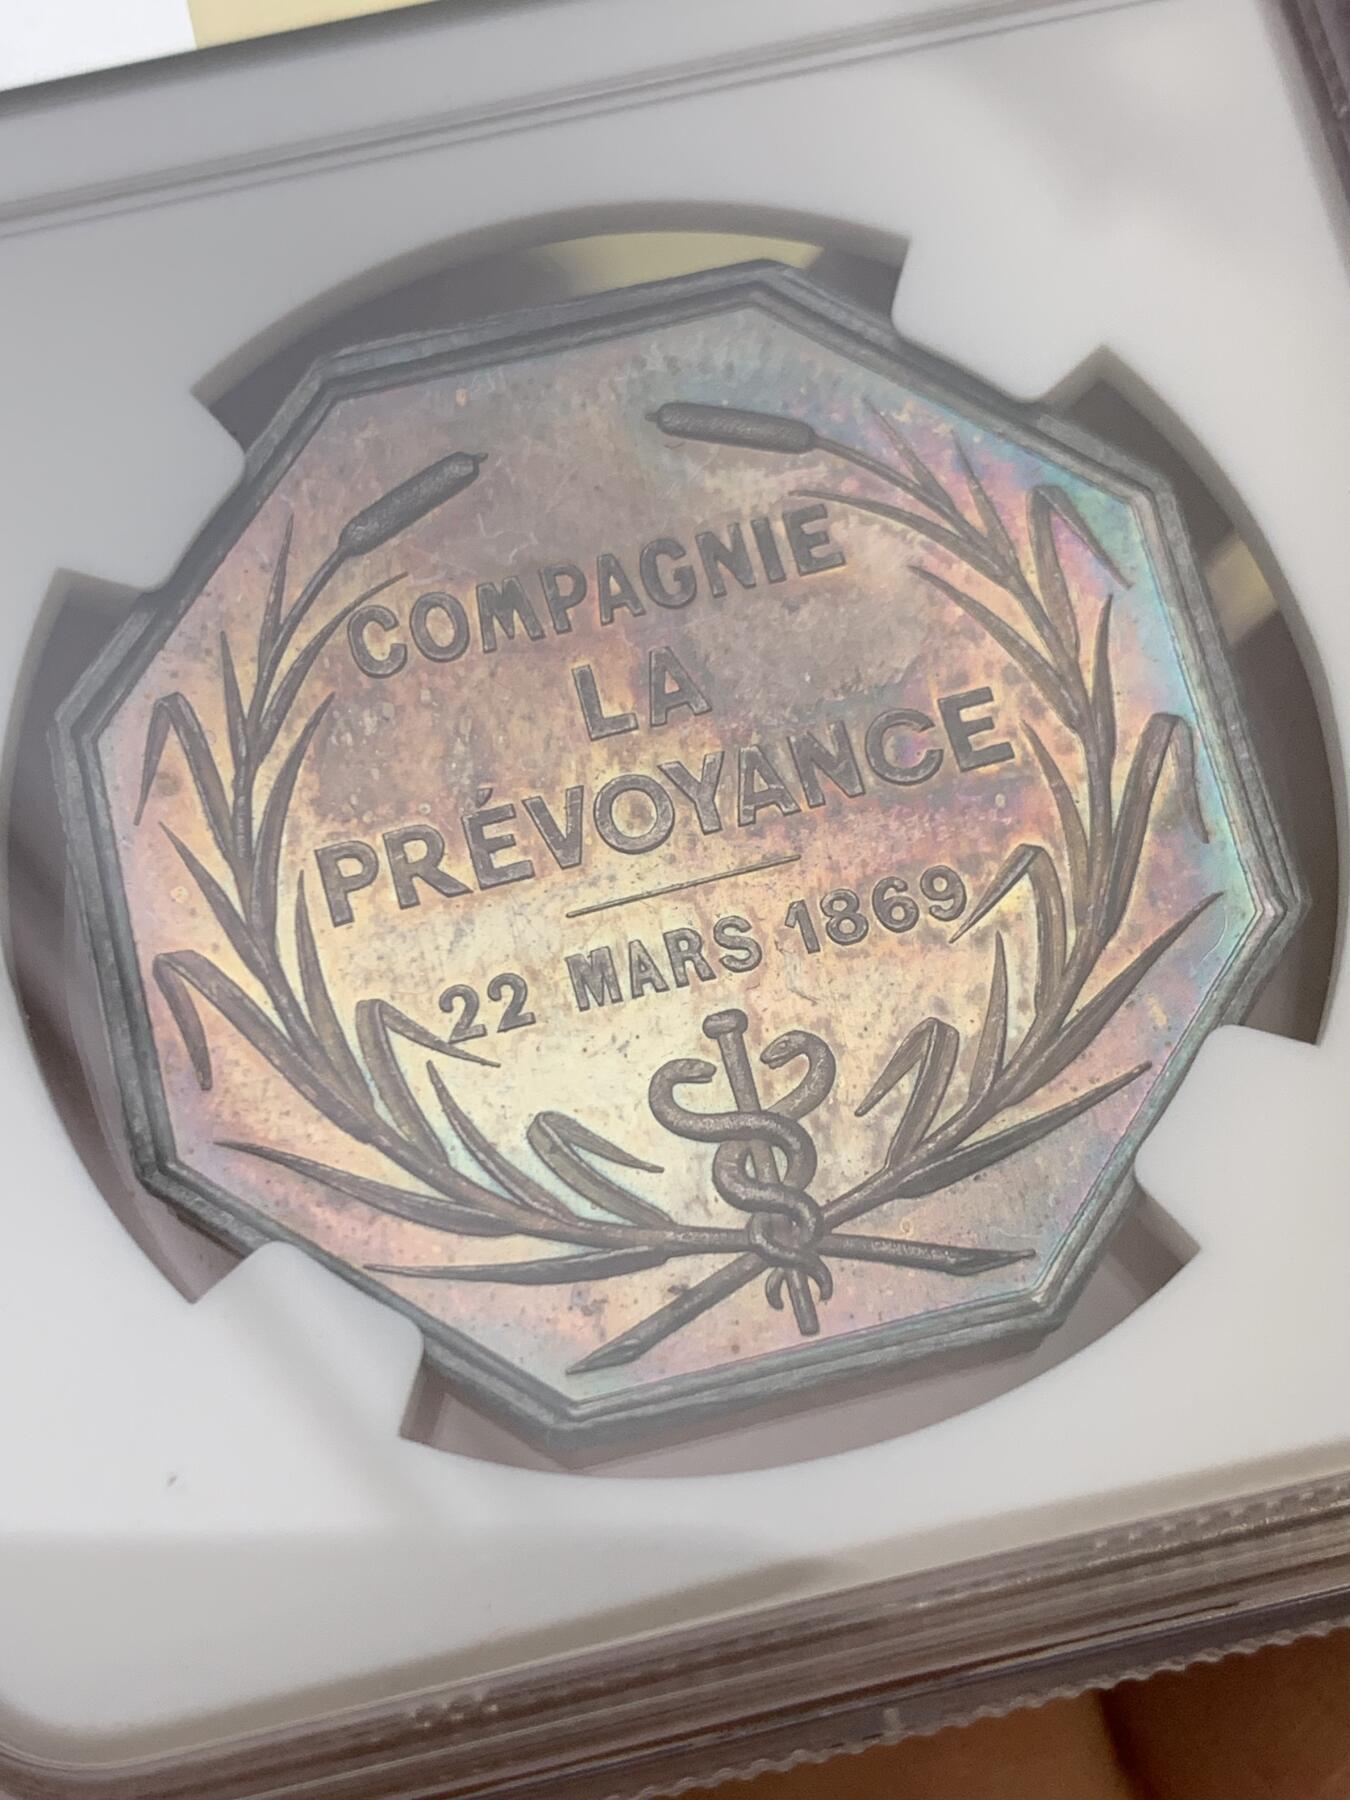 COMPAGNIE
LA
PRÉVOYANCE
22 MARS 1869